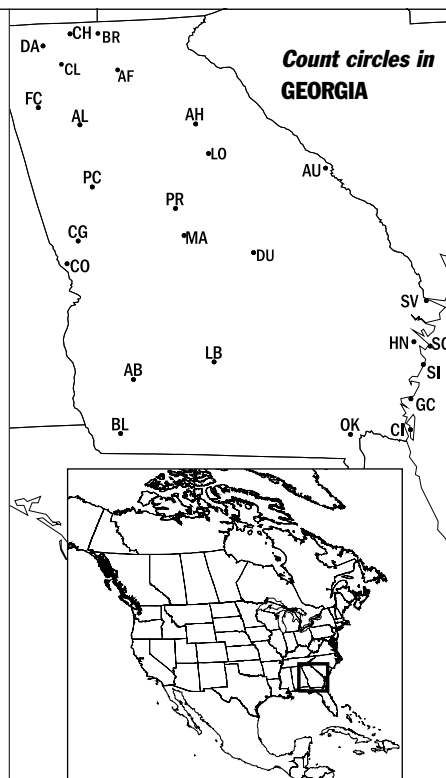 Count circles in
GEORGIA
CH
BR
DA
CL
AF
FC
AL
AH
LO
AU
PC
PR
CG
MA
DU
CO
SV
HN
LB
SI
AB
GC
BL
OK
CI